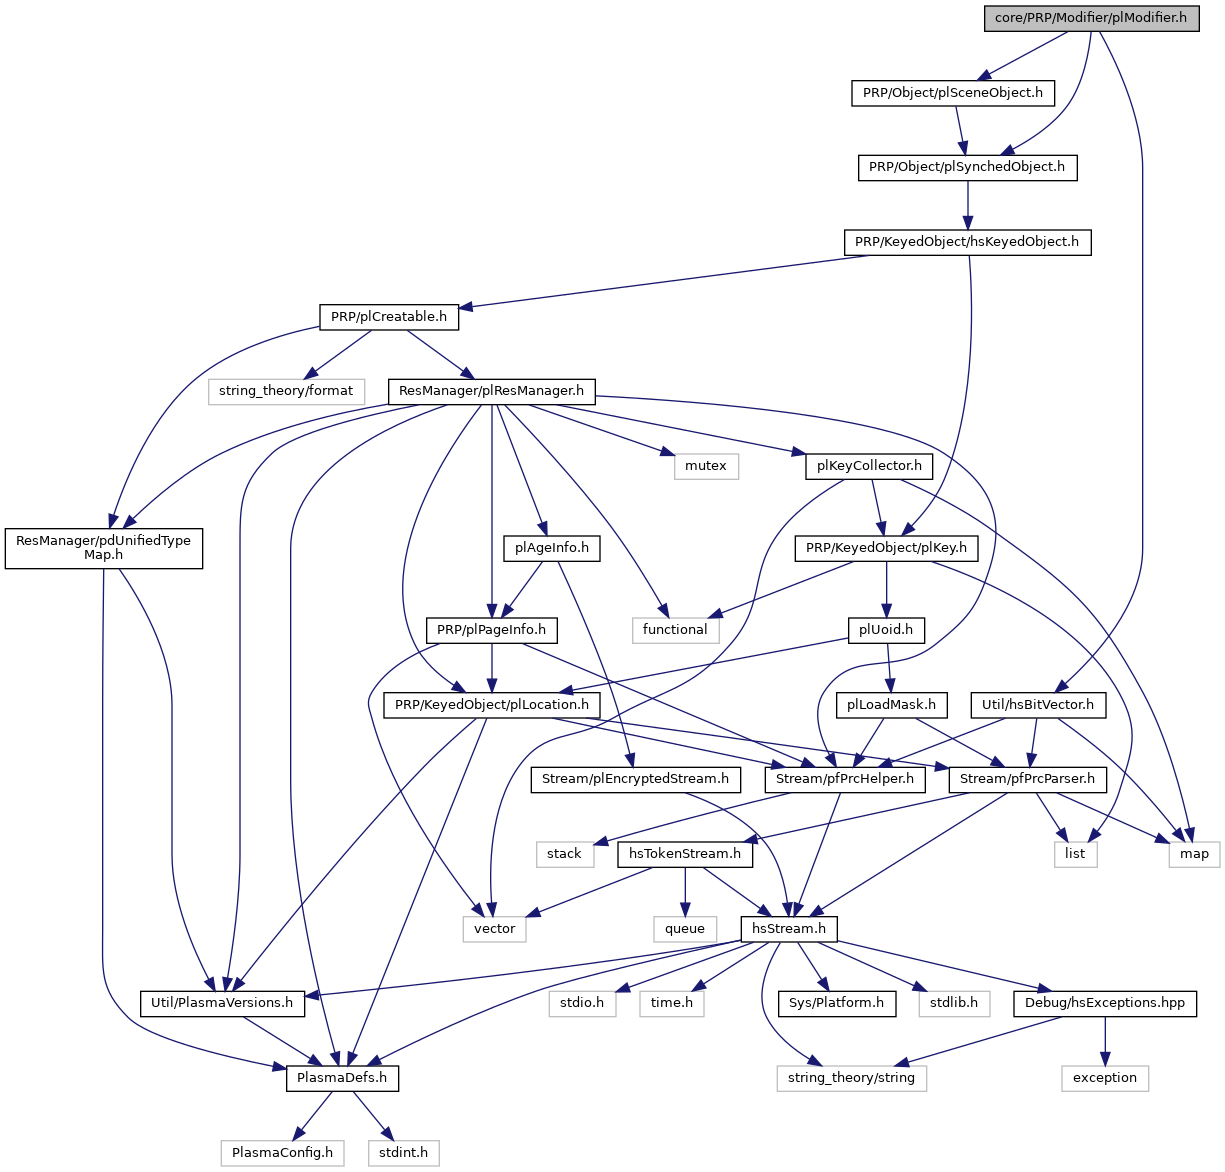 core/PRP/Modifier/plModifier.h
PRP/Object/plSceneObject.h
PRP/Object/plSynchedObject.h
PRP/KeyedObject/hsKeyedObject.h
PRP/plCreatable.h
string_theory/format
ResManager/plResManager.h
mutex
plKeyCollector.h
ResManager/pdUnifiedType
Map.h
plAgeInfo.h
PRP/KeyedObject/plKey.h
PRP/plPageInfo.h
functional
plUoid.h
PRP/KeyedObject/plLocation.h
plLoadMask.h
Util/hsBitVector.h
Stream/plEncryptedStream.h
Stream/pfPrcHelper.h
Stream/pfPrcParser.h
stack
hsTokenStream.h
list
map
vector
queue
hsStream.h
Util/PlasmaVersions.h
stdio.h
time.h
Sys/Platform.h
stdlib.h
Debug/hsExceptions.hpp
PlasmaDefs.h
string_theory/string
exception
PlasmaConfig.h
stdint.h